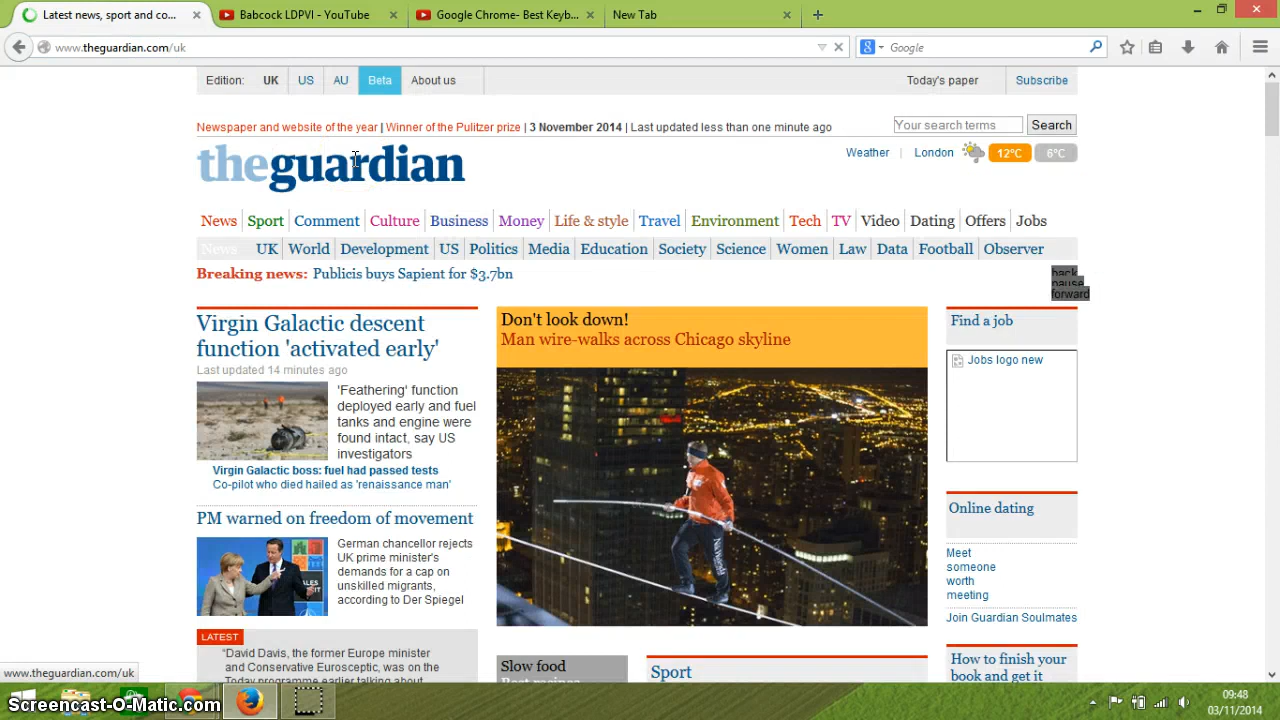 Latest news, sport and co...
Babcock LDPVI - YouTube
Google Chrome- Best Keyb...
New Tab
www.theguardian.com/uk
Google
Edition: UK US AU Beta About us
Today's paper Subscribe
Newspaper and website of the year | Winner of the Pulitzer prize | 3 November 2014 | Last updated less than one minute ago
Your search terms
Search
theguardian
Weather | London 12°C 6°C
News Sport Comment Culture Business Money Life & style Travel Environment Tech TV Video Dating Offers Jobs
News UK World Development US Politics Media Education Society Science Women Law Data Football Observer
Breaking news: Publicis buys Sapient for $3.7bn
back
pause
forward
Virgin Galactic descent
function 'activated early'
Last updated 14 minutes ago
'Feathering' function
deployed early and fuel
tanks and engine were
found intact, say US
investigators
Virgin Galactic boss: fuel had passed tests
Co-pilot who died hailed as 'renaissance man'
PM warned on freedom of movement
German chancellor rejects
UK prime minister's
demands for a cap on
unskilled migrants,
according to Der Spiegel
LATEST
"David Davis, the former Europe minister
and Conservative Eurosceptic, was on the
Today programme earlier talking about
Don't look down!
Man wire-walks across Chicago skyline
Slow food
Best recipes
Sport
Find a job
Jobs logo new
Online dating
Meet
someone
worth
meeting
Join Guardian Soulmates
How to finish your
book and get it
www.theguardian.com/uk
Screencast-O-Matic.com
09:48
03/11/2014